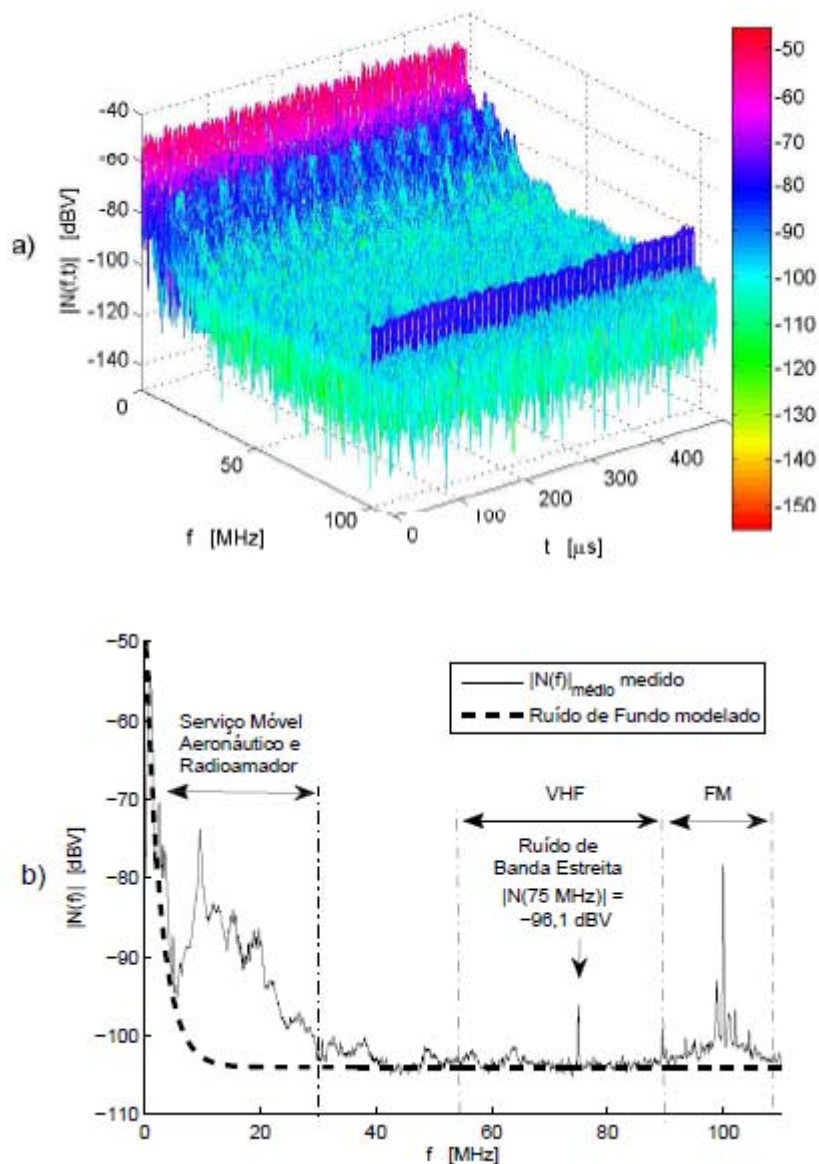 a)
|N(f,t)| [dBV]
-40
-60
-80
-100
-120
-140
0
50
100
f [MHz]
0
100
200
300
400
t [μs]
-50
-60
-70
-80
-90
-100
-110
-120
-130
-140
-150
b)
|N(f)| [dBV]
−50
−60
−70
−80
−90
−100
−110
|N(f)|médio medido
Ruído de Fundo modelado
Serviço Móvel
Aeronáutico e
Radioamador
VHF
FM
Ruído de
Banda Estreita
|N(75 MHz)| =
−96,1 dBV
0
20
40
60
80
100
f [MHz]